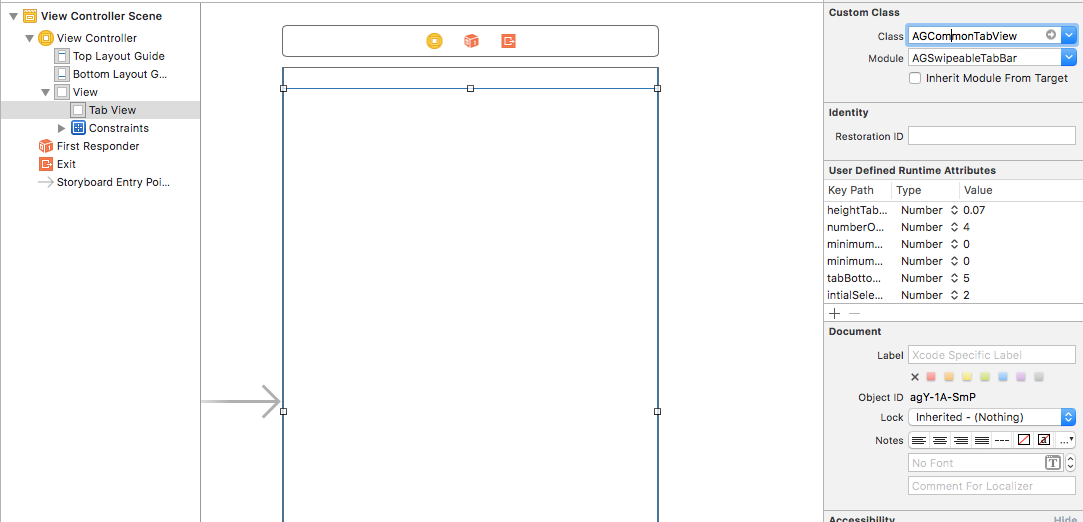 View Controller Scene
View Controller
Top Layout Guide
Bottom Layout G...
View
Tab View
Constraints
First Responder
Exit
Storyboard Entry Poi...
Custom Class
Class AGCommonTabView
Module AGSwipeableTabBar
Inherit Module From Target
Identity
Restoration ID
User Defined Runtime Attributes
Key Path Type Value
heightTab... Number 0.07
numberO... Number 4
minimum... Number 0
minimum... Number 0
tabBotto... Number 5
intialSele... Number 2
Document
Label Xcode Specific Label
Object ID agY-1A-SmP
Lock Inherited - (Nothing)
Notes
No Font T
Comment For Localizer
Accessibility Hide